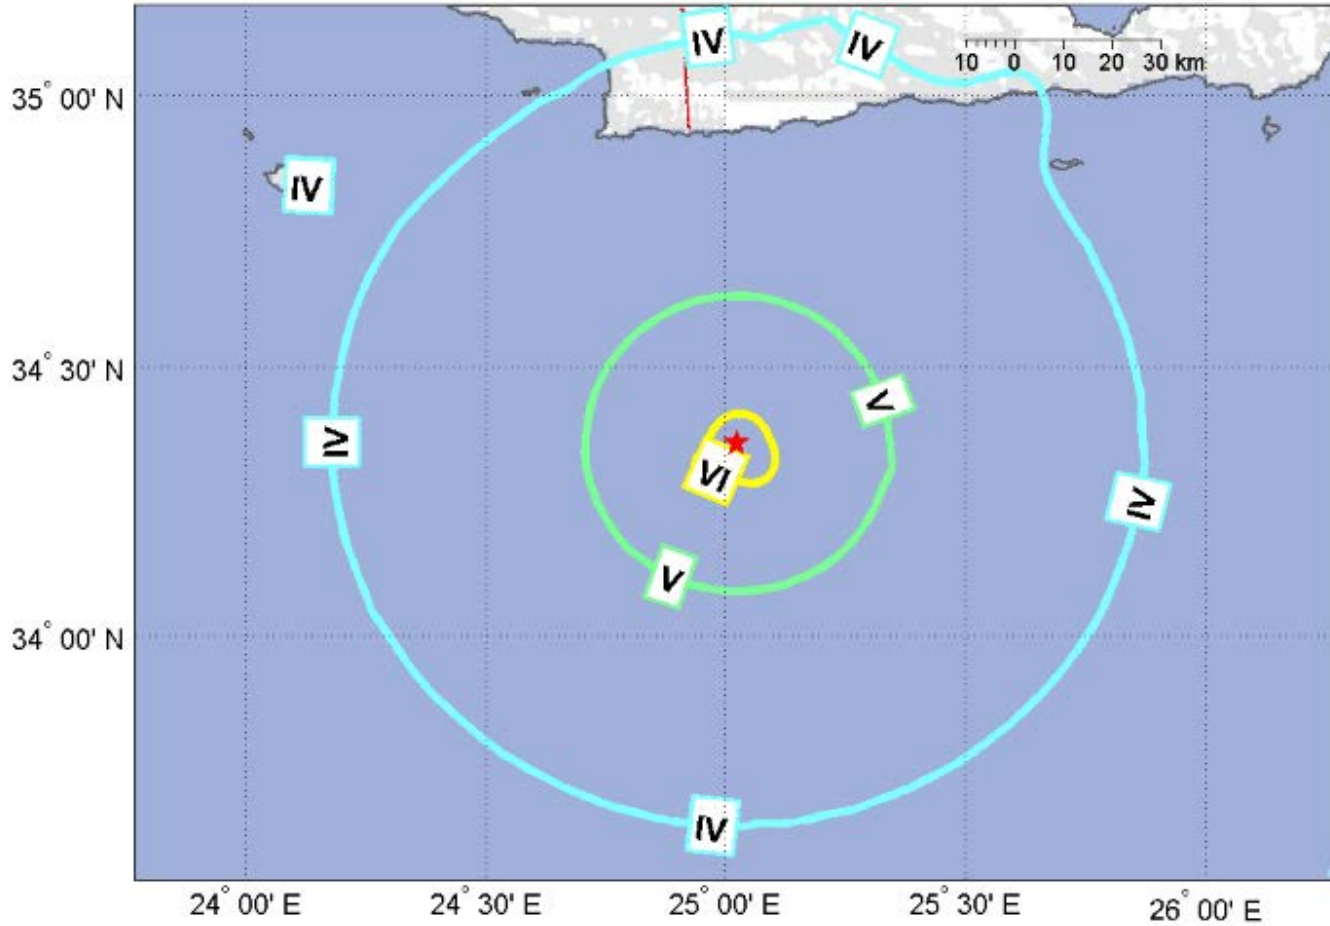 IV
IV
10 0 10 20 30 km
35° 00' N
IV
34° 30' N
V
IV
VI
IV
V
34° 00' N
IV
24° 00' E
24° 30' E
25° 00' E
25° 30' E
26° 00' E